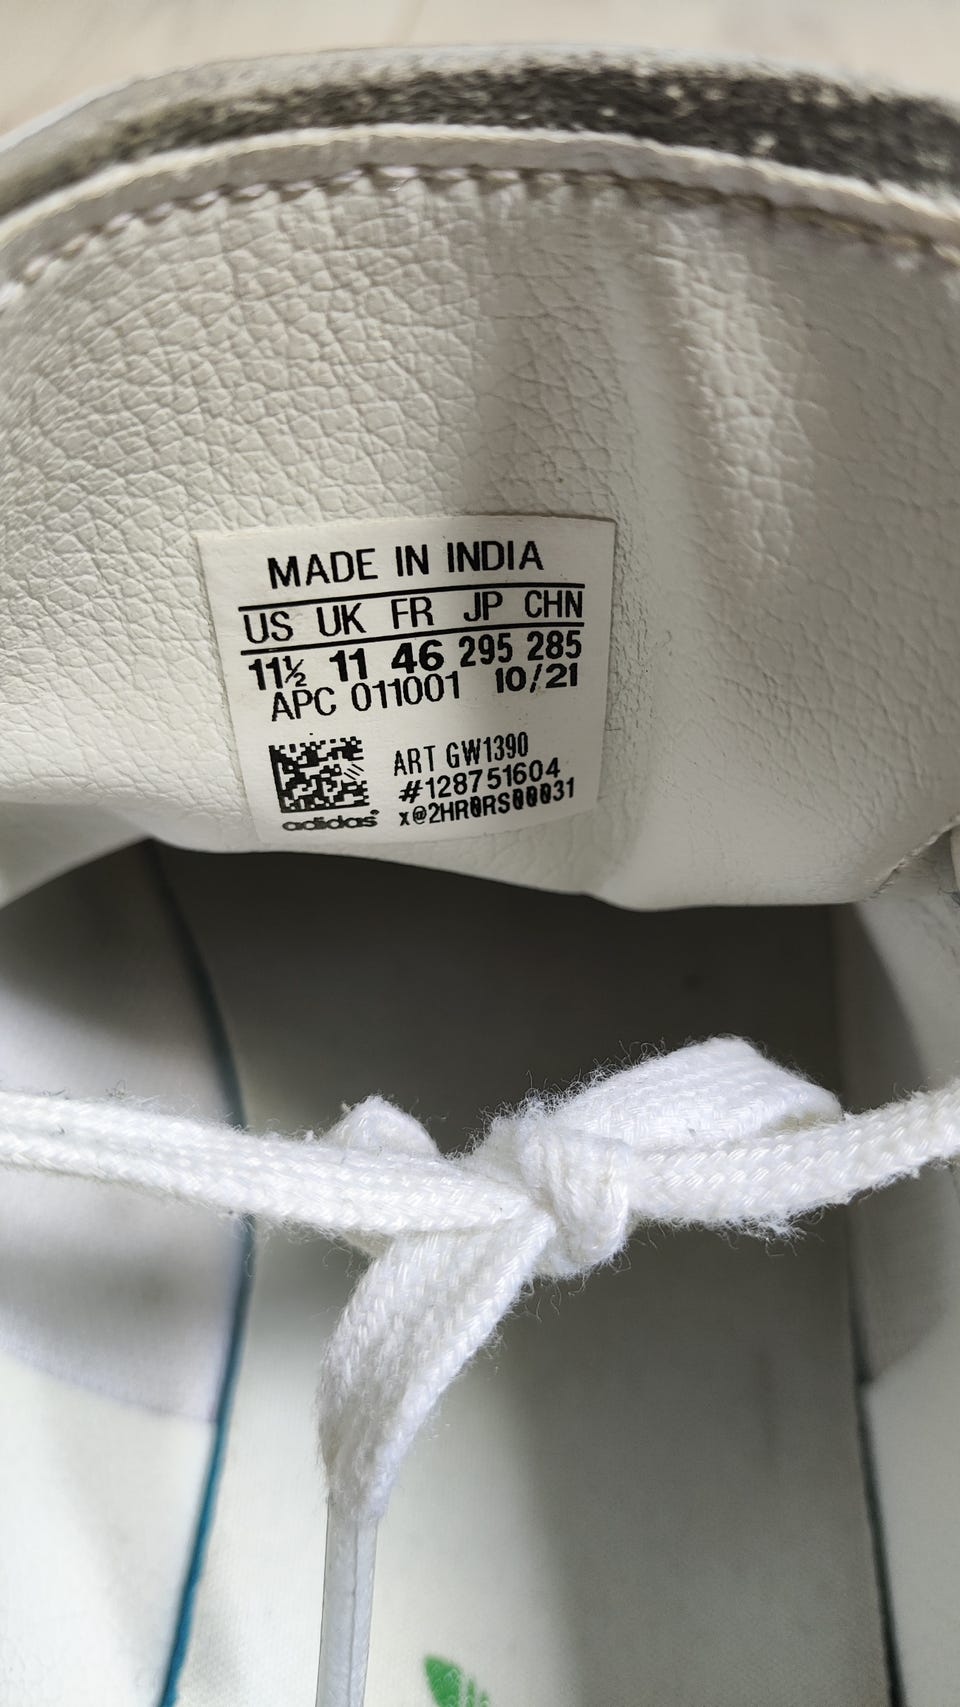 MADE IN INDIA
US UK FR JP CHN
11½ 11 46 295 285
APC 011001 10/21
ART GW1390
#128751604
x@2HR0RS00031
adidas